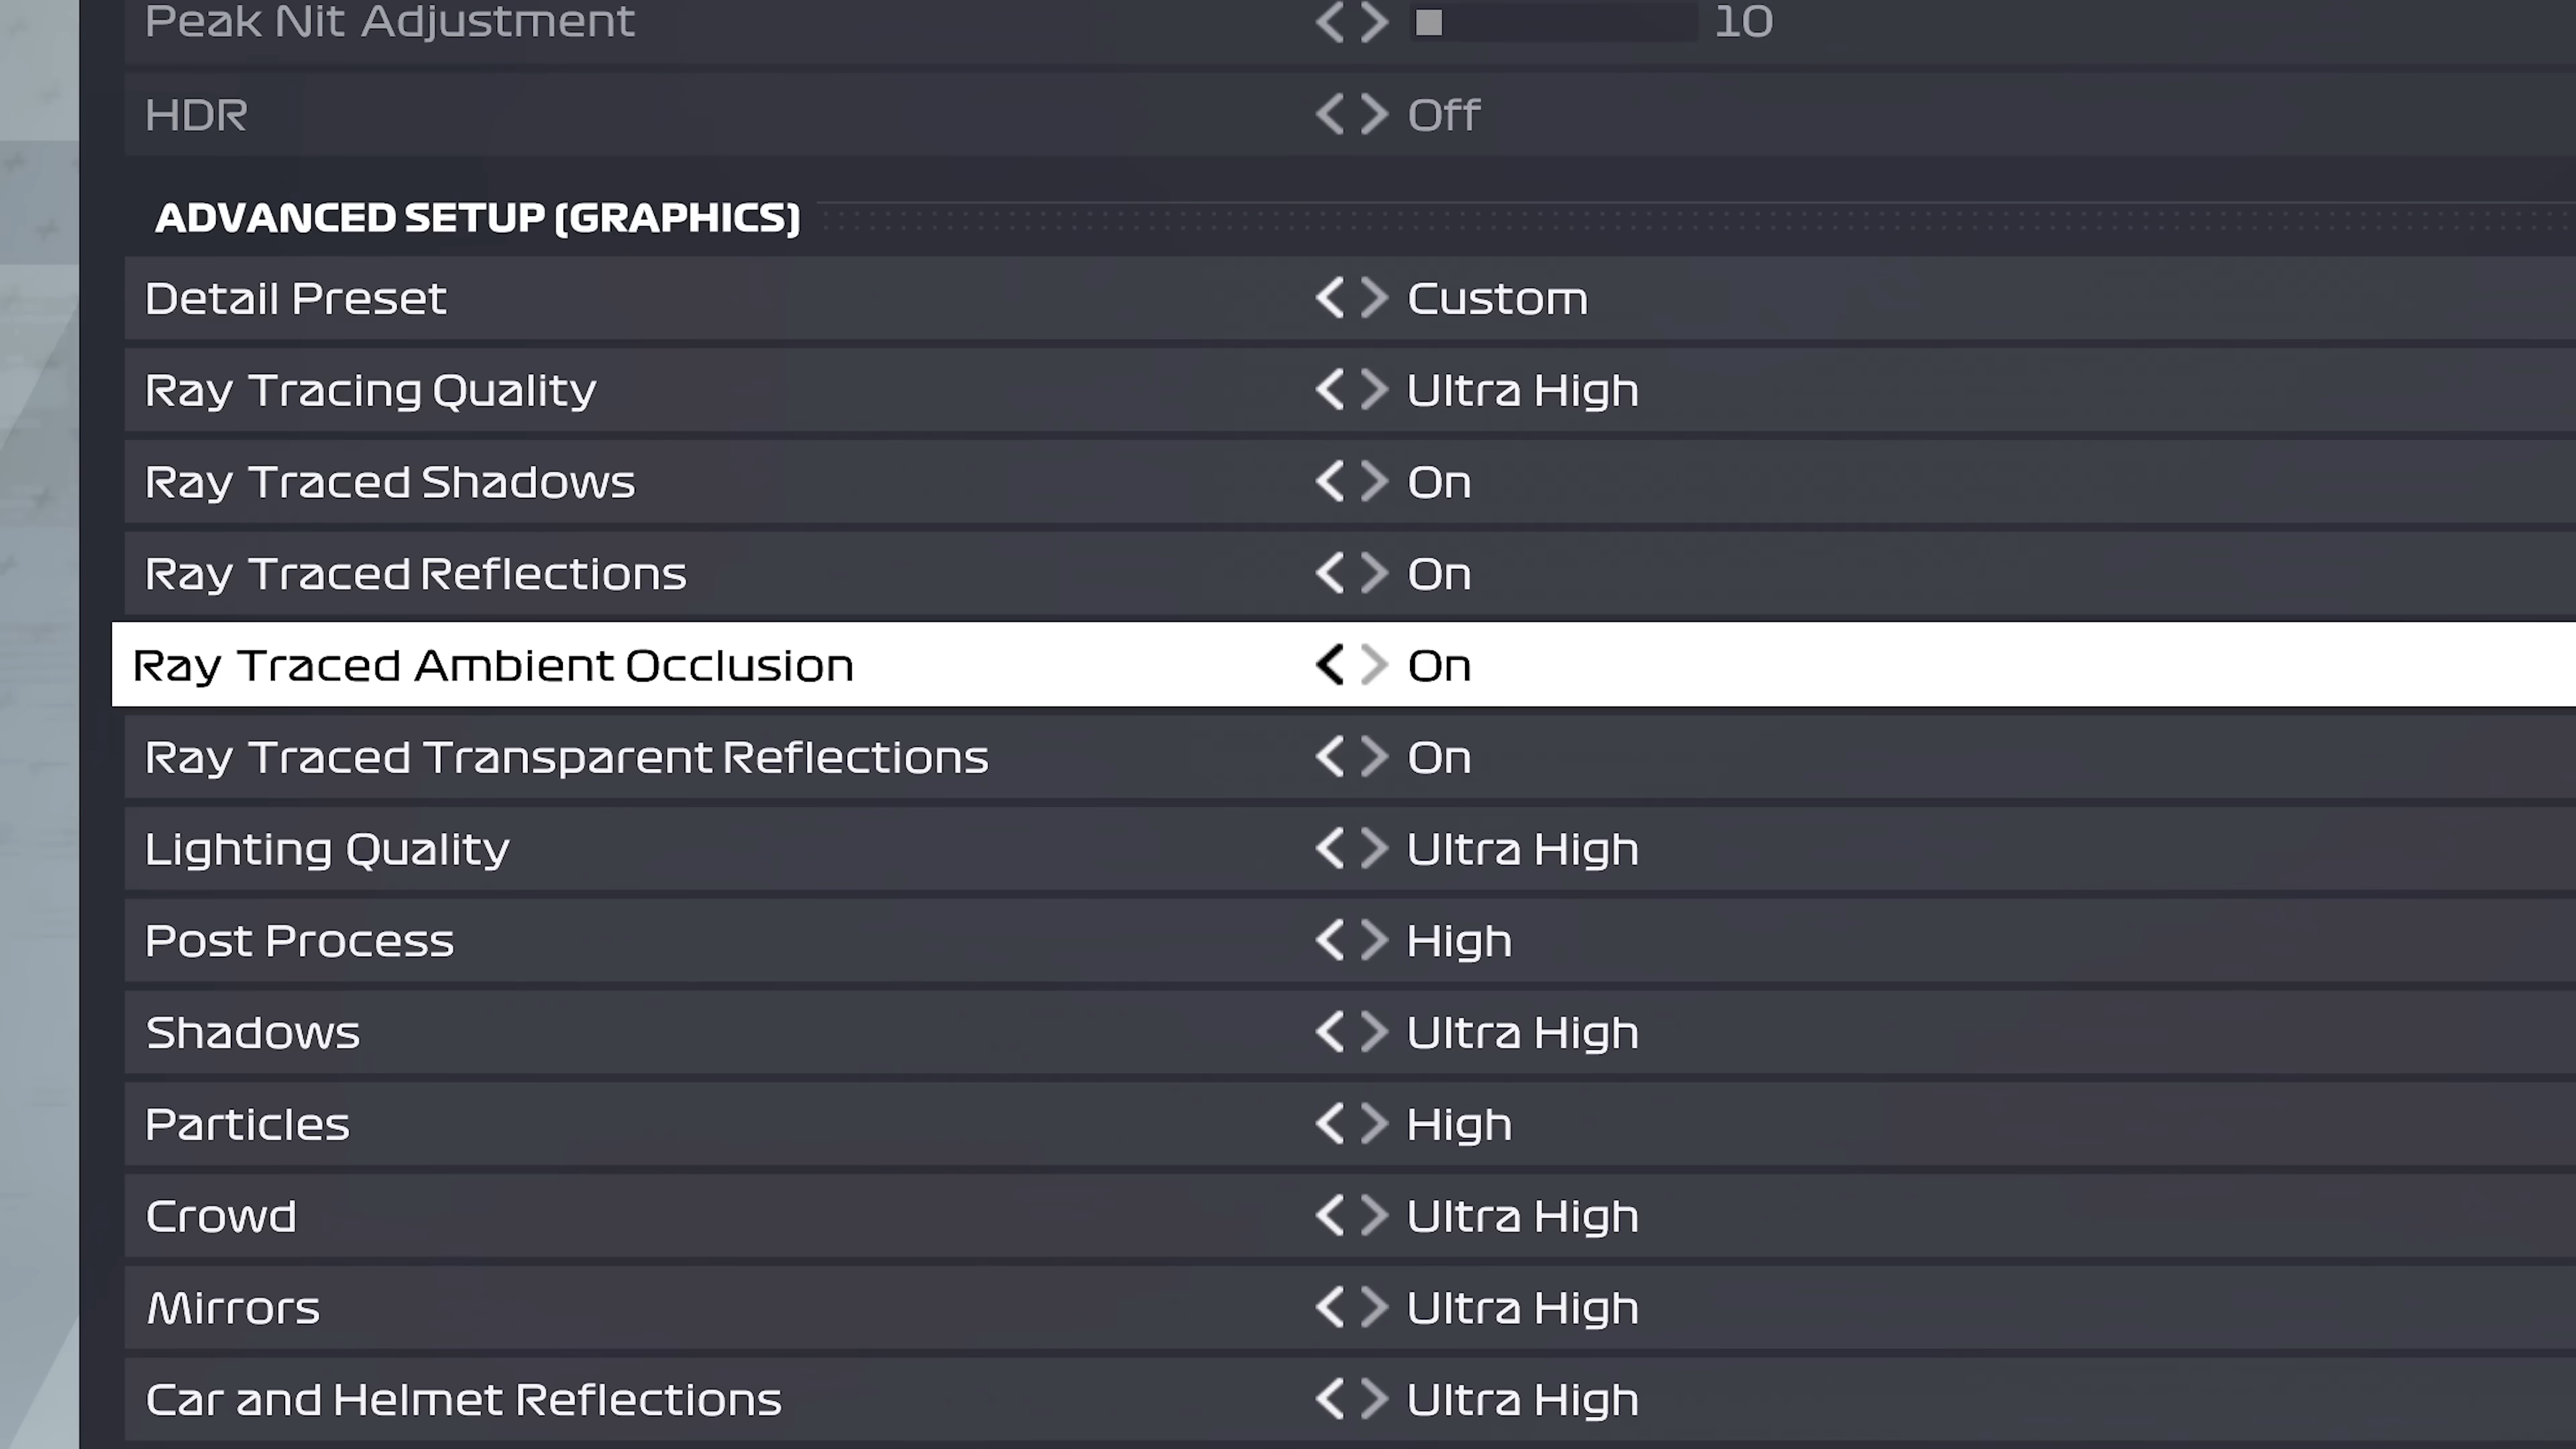 Peak Nit Adjustment 10
HDR Off
ADVANCED SETUP (GRAPHICS)
Detail Preset Custom
Ray Tracing Quality Ultra High
Ray Traced Shadows On
Ray Traced Reflections On
Ray Traced Ambient Occlusion On
Ray Traced Transparent Reflections On
Lighting Quality Ultra High
Post Process High
Shadows Ultra High
Particles High
Crowd Ultra High
Mirrors Ultra High
Car and Helmet Reflections Ultra High